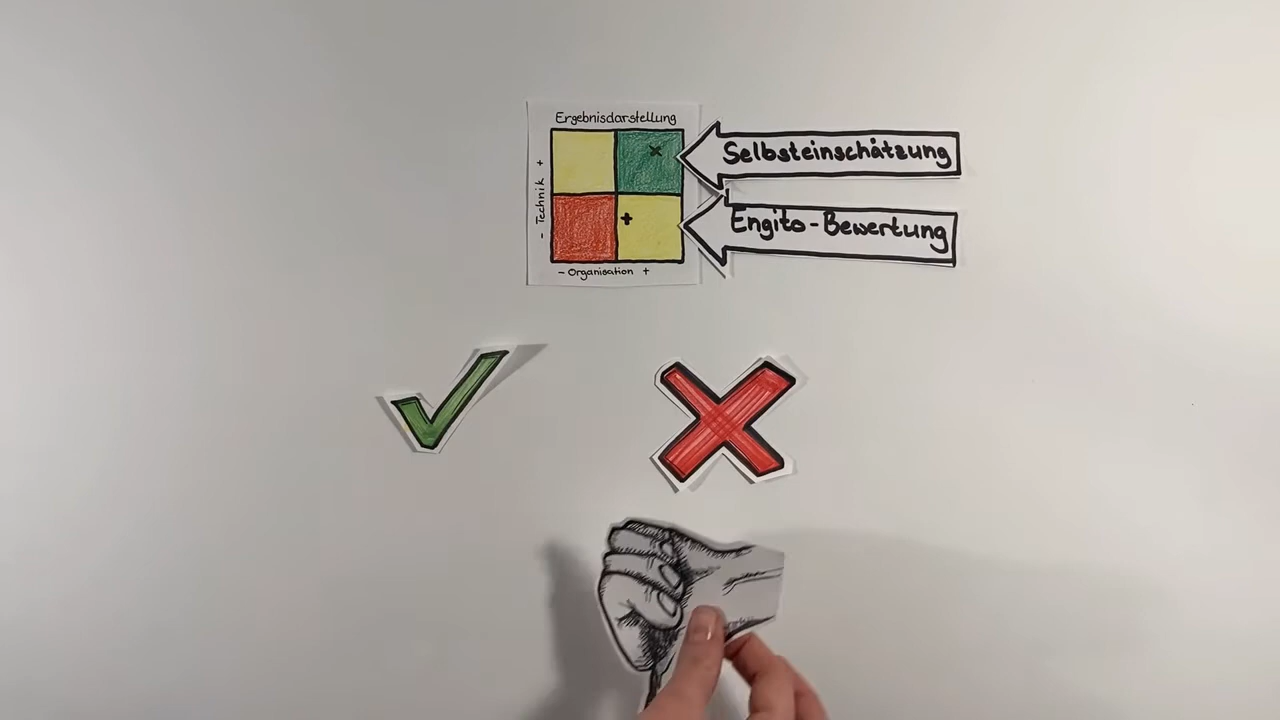 Ergebnisdarstellung
- Technik +
- Organisation +
Selbsteinschätzung
Engito-Bewertung